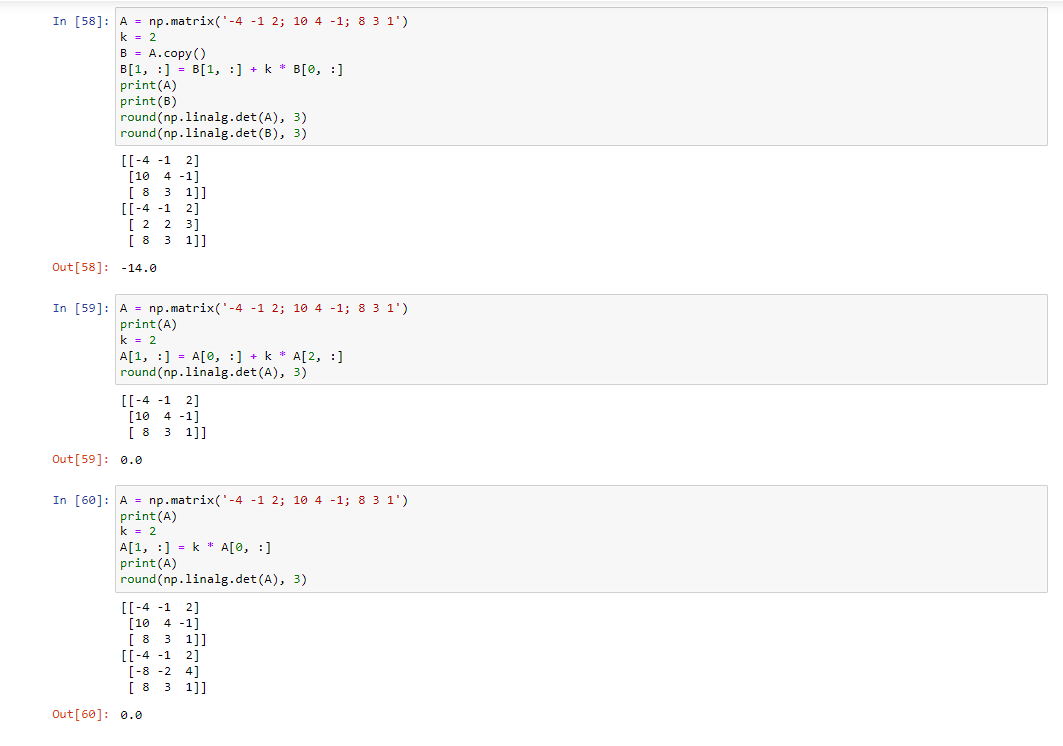 In [58]: A = np.matrix('-4 -1 2; 10 4 -1; 8 3 1')
k = 2
B = A.copy()
B[1, :] = B[1, :] + k * B[0, :]
print(A)
print(B)
round(np.linalg.det(A), 3)
round(np.linalg.det(B), 3)
[[-4 -1  2]
 [10  4 -1]
 [ 8  3  1]]
[[-4 -1  2]
 [ 2  2  3]
 [ 8  3  1]]
Out[58]: -14.0
In [59]: A = np.matrix('-4 -1 2; 10 4 -1; 8 3 1')
print(A)
k = 2
A[1, :] = A[0, :] + k * A[2, :]
round(np.linalg.det(A), 3)
[[-4 -1  2]
 [10  4 -1]
 [ 8  3  1]]
Out[59]: 0.0
In [60]: A = np.matrix('-4 -1 2; 10 4 -1; 8 3 1')
print(A)
k = 2
A[1, :] = k * A[0, :]
print(A)
round(np.linalg.det(A), 3)
[[-4 -1  2]
 [10  4 -1]
 [ 8  3  1]]
[[-4 -1  2]
 [-8 -2  4]
 [ 8  3  1]]
Out[60]: 0.0